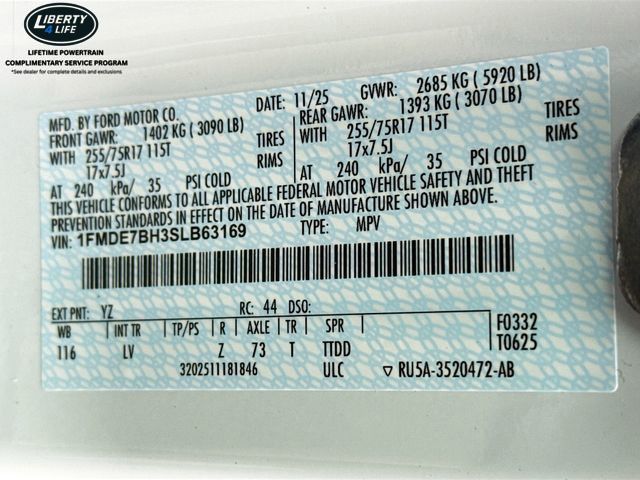 LIBERTY
4 LIFE
LIFETIME POWERTRAIN
COMPLIMENTARY SERVICE PROGRAM
*See dealer for complete details and exclusions
MFD. BY FORD MOTOR CO. DATE: 11/25 GVWR: 2685 KG ( 5920 LB)
FRONT GAWR: 1402 KG ( 3090 LB) REAR GAWR: 1393 KG ( 3070 LB)
WITH 255/75R17 115T TIRES WITH 255/75R17 115T TIRES
17x7.5J RIMS 17x7.5J RIMS
AT 240 kPa/ 35 PSI COLD AT 240 kPa/ 35 PSI COLD
THIS VEHICLE CONFORMS TO ALL APPLICABLE FEDERAL MOTOR VEHICLE SAFETY AND THEFT
PREVENTION STANDARDS IN EFFECT ON THE DATE OF MANUFACTURE SHOWN ABOVE.
VIN: 1FMDE7BH3SLB63169 TYPE: MPV
EXT PNT: YZ RC: 44 DSO:
WB INT TR TP/PS R AXLE TR SPR F0332
116 LV Z 73 T TTDD T0625
3202511181846 ULC ▽ RU5A-3520472-AB